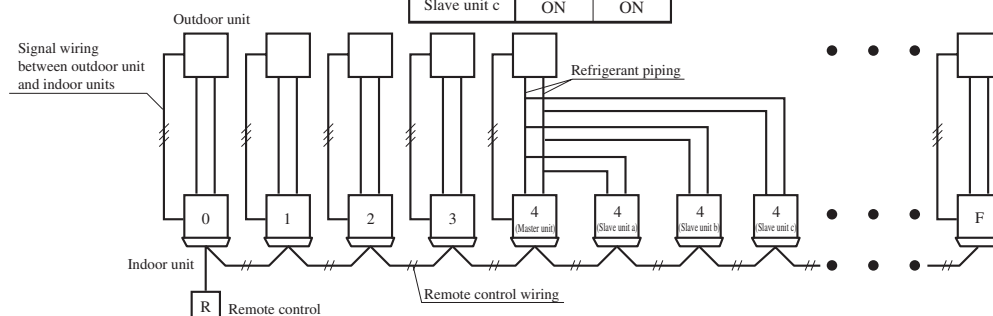 Slave unit c ON ON
Outdoor unit
Signal wiring
between outdoor unit
and indoor units
Refrigerant piping
0 1 2 3 4 4 4 4 F
(Master unit) (Slave unit a) (Slave unit b) (Slave unit c)
Indoor unit
Remote control wiring
R Remote control